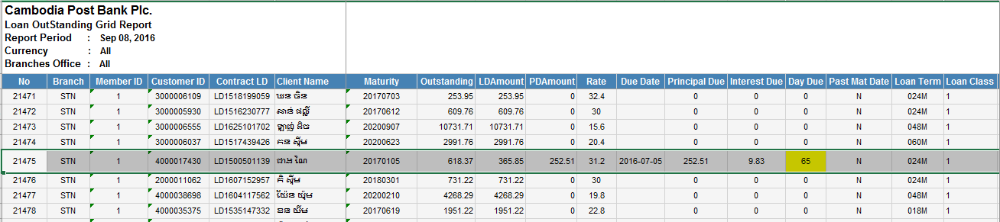 Cambodia Post Bank Plc.
Loan OutStanding Grid Report
Report Period : Sep 08, 2016
Currency : All
Branches Office : All
No Branch Member ID Customer ID Contract LD Client Name Maturity Outstanding LDAmount PDAmount Rate Due Date Principal Due Interest Due Day Due Past Mat Date Loan Term Loan Class
21471 STN 1 3000006109 LD1518199059 ឃន ចិន 20170703 253.95 253.95 0 32.4 0 0 0 N 024M 1
21472 STN 1 3000005930 LD1516230777 ឆាន់ ផល្លី 20170612 609.76 609.76 0 30 0 0 0 N 024M 1
21473 STN 1 3000006555 LD1625101702 ឡាញ់ ដិច 20200907 10731.71 10731.71 0 15.6 0 0 0 N 048M 1
21474 STN 1 3000006037 LD1517439426 គន ស៊ីម 20200623 2991.76 2991.76 0 20.4 0 0 0 N 060M 1
21475 STN 1 4000017430 LD1500501139 ជាង ណៃ 20170105 618.37 365.85 252.51 31.2 2016-07-05 252.51 9.83 65 N 024M 1
21476 STN 1 2000011062 LD1607152957 គិ ស៊ីម 20180301 731.22 731.22 0 30 0 0 0 N 024M 1
21477 STN 1 4000038698 LD1604117562 យ៉ែន យ៉ុម 20200210 4268.29 4268.29 0 19.8 0 0 0 N 048M 1
21478 STN 1 4000035375 LD1535147332 ខន យឹម 20170619 1951.22 1951.22 0 22.8 0 0 0 N 018M 1